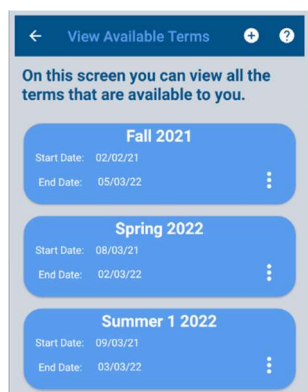 View Available Terms
On this screen you can view all the
terms that are available to you.
Fall 2021
Start Date: 02/02/21
End Date: 05/03/22
Spring 2022
Start Date: 08/03/21
End Date: 02/03/22
Summer 1 2022
Start Date: 09/03/21
End Date: 03/03/22